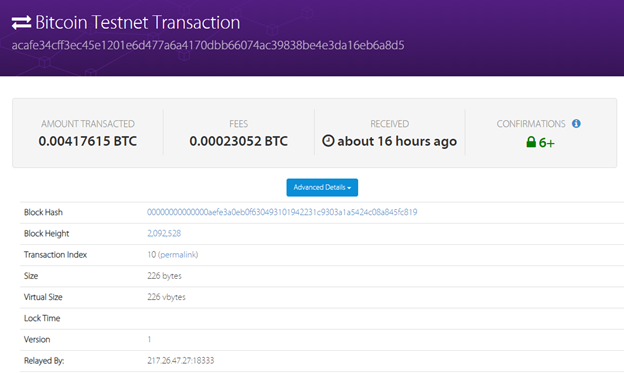 Bitcoin Testnet Transaction
acafe34cff3ec45e1201e6d477a6a4170dbb66074ac39838be4e3da16eb6a8d5
AMOUNT TRANSACTED
0.00417615 BTC
FEES
0.00023052 BTC
RECEIVED
about 16 hours ago
CONFIRMATIONS
6+
Advanced Details
Block Hash 00000000000000aefe3a0eb0f630493101942231c9303a1a5424c08a845fc819
Block Height 2,092,528
Transaction Index 10 (permalink)
Size 226 bytes
Virtual Size 226 vbytes
Lock Time
Version 1
Relayed By: 217.26.47.27:18333